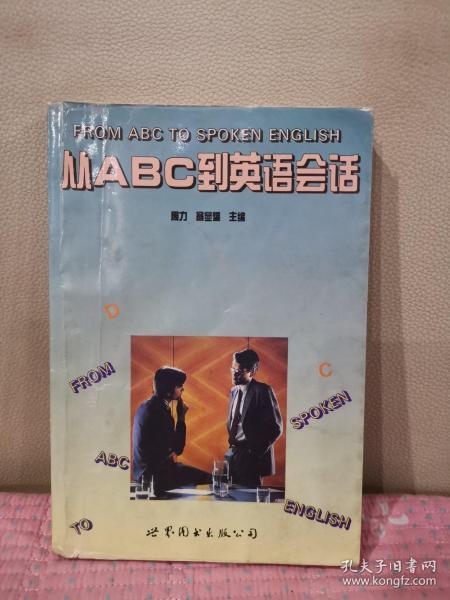 FROM ABC TO SPOKEN ENGLISH
从ABC到英语会话
周力 主编
D
FROM
C
SPOKEN
ABC
TO
ENGLISH
世界图书出版公司
孔夫子旧书网
www.kongfz.com